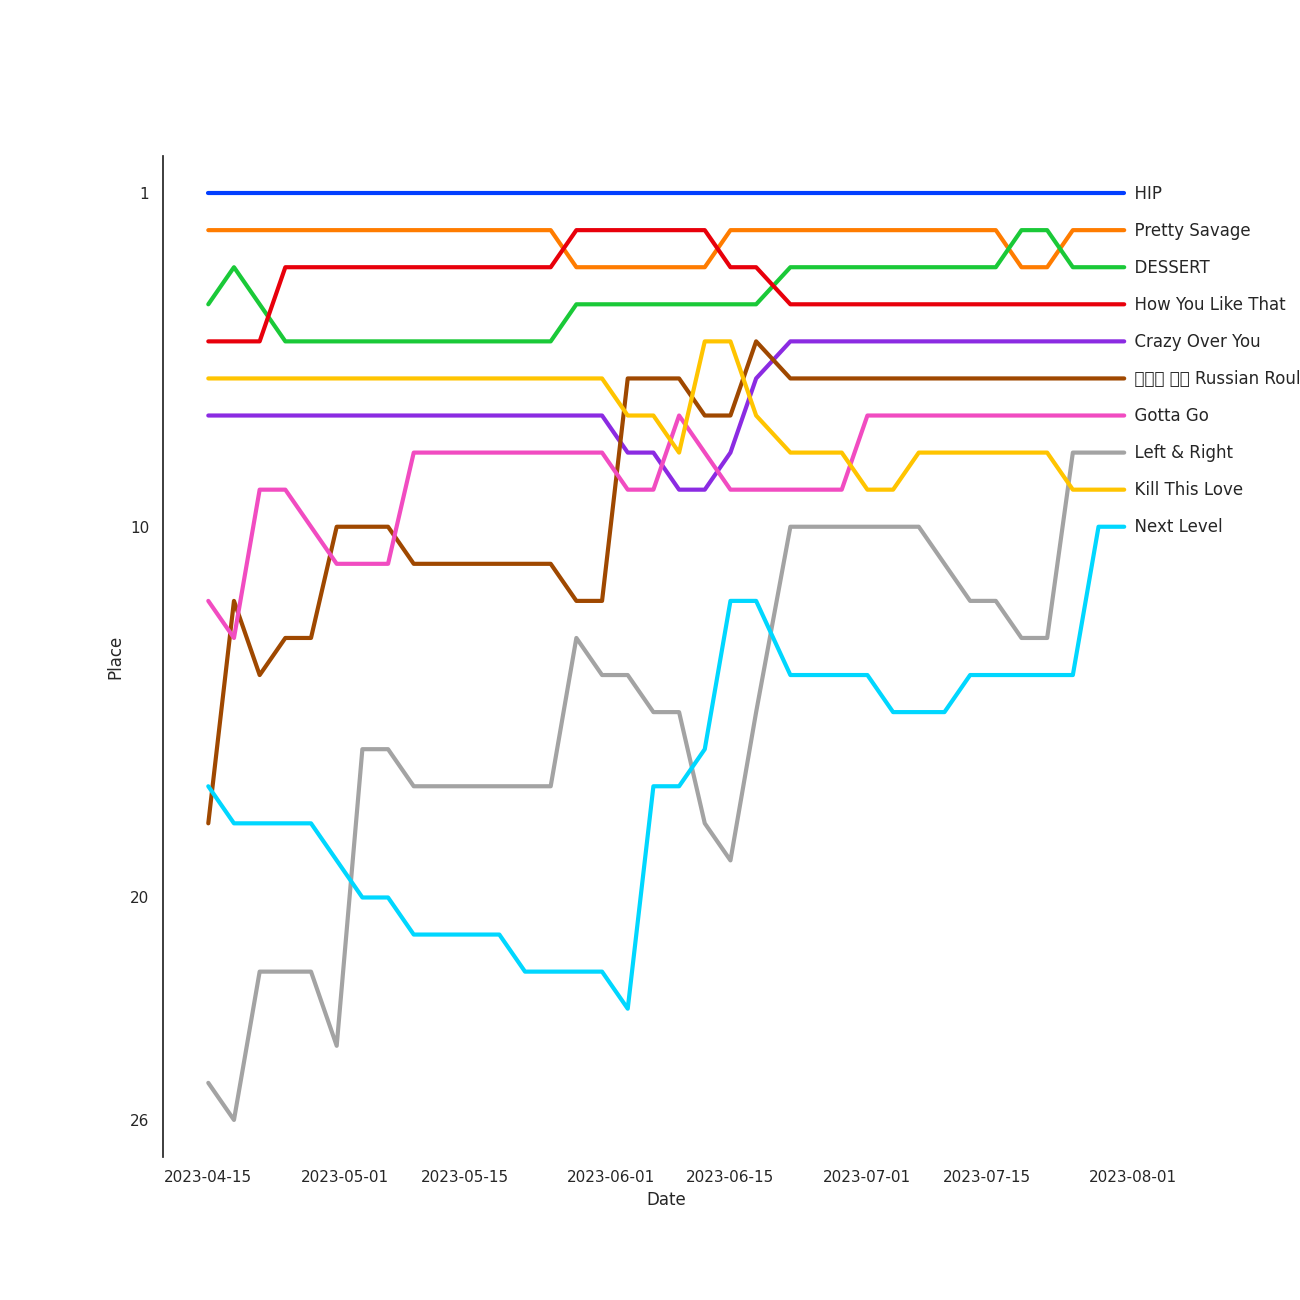 1
10
20
26
Place
HIP
Pretty Savage
DESSERT
How You Like That
Crazy Over You
Russian Roul
Gotta Go
Left & Right
Kill This Love
Next Level
2023-04-15 2023-05-01 2023-05-15 2023-06-01 2023-06-15 2023-07-01 2023-07-15 2023-08-01
Date